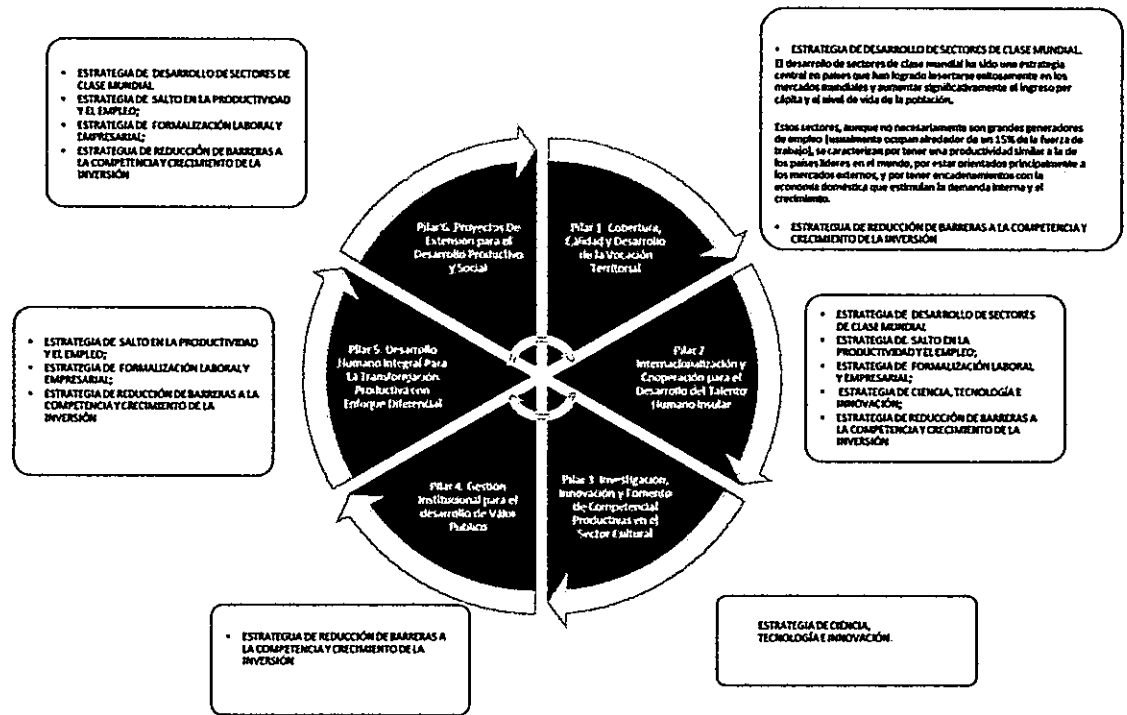 • ESTRATEGIA DE DESARROLLO DE SECTORES DE
CLASE MUNDIAL
• ESTRATEGIA DE SALTO EN LA PRODUCTIVIDAD
Y EL EMPLEO;
• ESTRATEGIA DE FORMALIZACIÓN LABORAL Y
EMPRESARIAL;
• ESTRATEGIA DE REDUCCIÓN DE BARRERAS A
LA COMPETENCIA Y CRECIMIENTO DE LA
INVERSIÓN
• ESTRATEGIA DE DESARROLLO DE SECTORES DE CLASE MUNDIAL.
El desarrollo de sectores de clase mundial ha sido una estrategia
central en países que han logrado insertarse exitosamente en los
mercados mundiales y aumentar significativamente el ingreso per
cápita y el nivel de vida de la población.
Estos sectores, aunque no necesariamente son grandes generadores
de empleo (usualmente ocupan alrededor de un 15% de la fuerza de
trabajo), se caracterizan por tener una productividad similar a la de
los países líderes en el mundo, por estar orientados principalmente a
los mercados externos, y por tener encadenamientos con la
economía doméstica que estimulan la demanda interna y el
crecimiento.
• ESTRATEGUA DE REDUCCIÓN DE BARRERAS A LA COMPETENCIA Y
CRECIMIENTO DE LA INVERSIÓN
Pilar 6. Proyectos De
Extensión para el
Desarrollo Productivo
y Social
Pilar 1. Cobertura,
Calidad y Desarrollo
de la Vocación
Territorial
• ESTRATEGIA DE SALTO EN LA PRODUCTIVIDAD
Y EL EMPLEO;
• ESTRATEGIA DE FORMALIZACIÓN LABORAL Y
EMPRESARIAL;
• ESTRATEGIA DE REDUCCIÓN DE BARRERAS A LA
COMPETENCIA Y CRECIMIENTO DE LA
INVERSIÓN
Pilar 5. Desarrollo
Humano Integral Para
La Transformación
Productiva con
Enfoque Diferencial
Pilar 2
Internacionalización y
Cooperación para el
Desarrollo del Talento
Humano Insular
• ESTRATEGIA DE DESARROLLO DE SECTORES
DE CLASE MUNDIAL
• ESTRATEGIA DE SALTO EN LA
PRODUCTIVIDAD Y EL EMPLEO;
• ESTRATEGIA DE FORMALIZACIÓN LABORAL
Y EMPRESARIAL;
• ESTRATEGIA DE CIENCIA, TECNOLOGÍA E
INNOVACIÓN;
• ESTRATEGIA DE REDUCCIÓN DE BARRERAS A
LA COMPETENCIA Y CRECIMIENTO DE LA
INVERSIÓN
Pilar 4. Gestión
Institucional para el
desarrollo de Valor
Público
Pilar 3. Investigación,
Innovación y Fomento
de Competencial
Productivas en el
Sector Cultural
• ESTRATEGUA DE REDUCCIÓN DE BARRERAS A
LA COMPETENCIA Y CRECIMIENTO DE LA
INVERSIÓN
ESTRATEGIA DE CIENCIA,
TECNOLOGÍA E INNOVACIÓN.